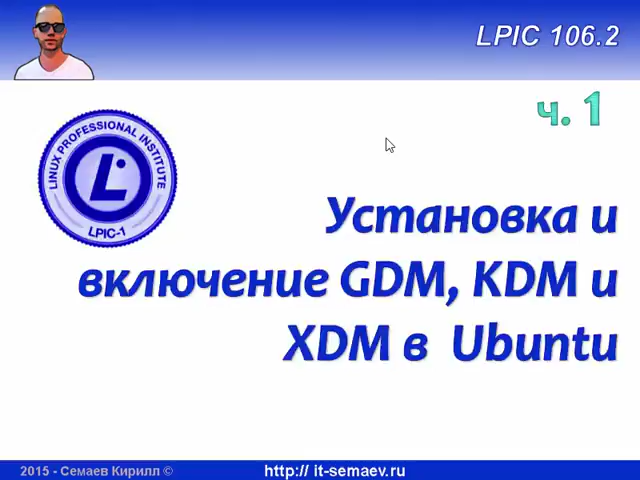 LPIC 106.2
ч. 1
LINUX PROFESSIONAL INSTITUTE
LPIC-1
Установка и
включение GDM, KDM и
XDM в Ubuntu
2015 - Семаев Кирилл ©
http:// it-semaev.ru